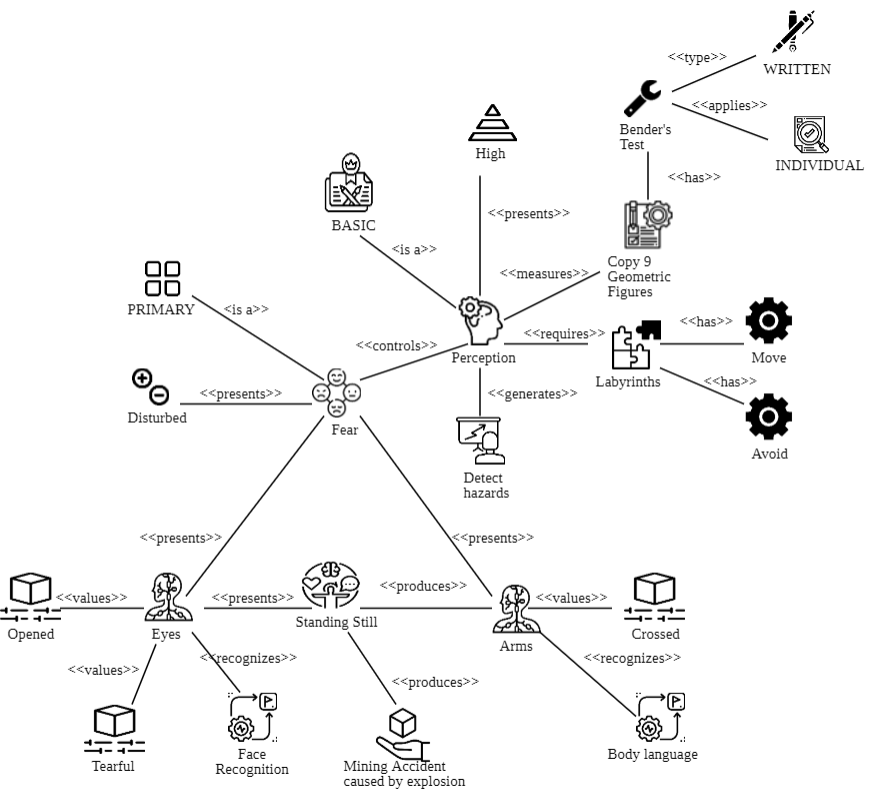 <<type>>
WRITTEN
<<applies>>
Bender's
Test
INDIVIDUAL
High
<<has>>
BASIC
<<presents>>
<is a>>
<<measures>>
Copy 9
Geometric
Figures
PRIMARY
<is a>>
<<controls>>
<<requires>>
<<has>>
Perception
Labyrinths
Move
<<has>>
Disturbed
<<presents>>
<<generates>>
Fear
Avoid
Detect
hazards
<<presents>>
<<presents>>
<<values>>
<<presents>>
<<produces>>
<<values>>
Opened
Eyes
Standing Still
Arms
Crossed
<<values>>
<<recognizes>>
<<produces>>
<<recognizes>>
Tearful
Face
Recognition
Mining Accident
caused by explosion
Body language